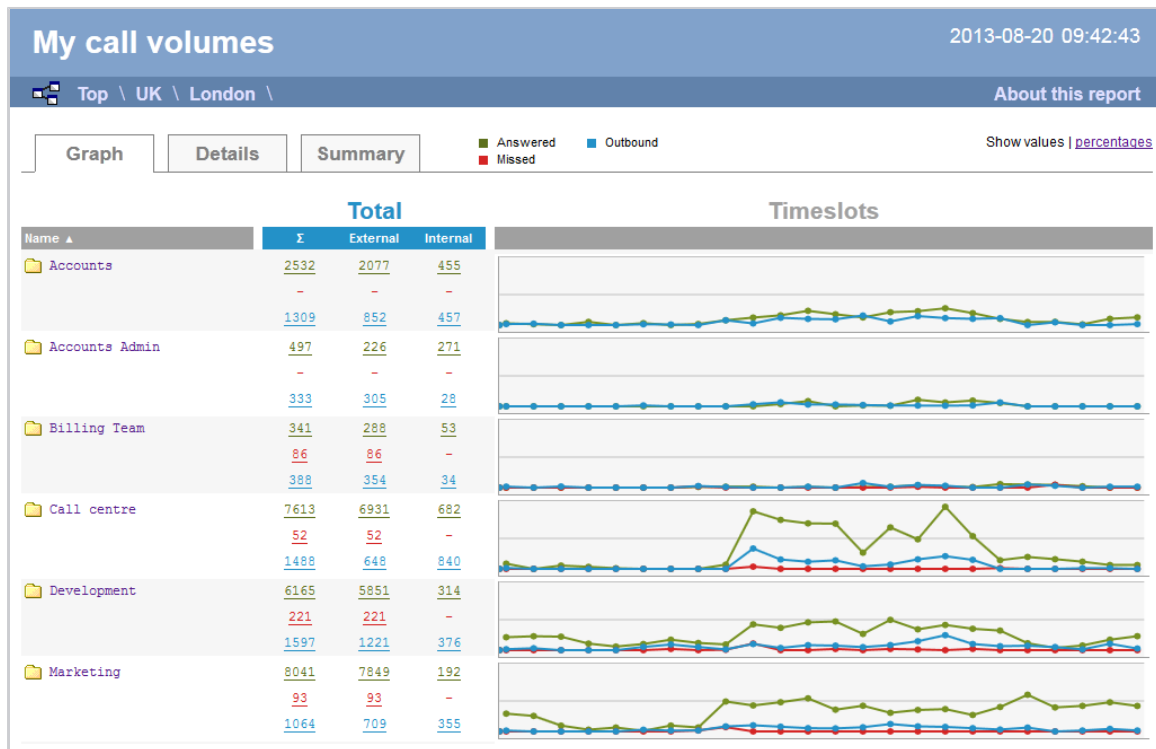 My call volumes
2013-08-20 09:42:43
Top \ UK \ London \
About this report
Graph Details Summary
Answered Outbound
Missed
Show values | percentages
Total Timeslots
Name ▲ Σ External Internal
Accounts 2532 2077 455
- - -
1309 852 457
Accounts Admin 497 226 271
- - -
333 305 28
Billing Team 341 288 53
86 86 -
388 354 34
Call centre 7613 6931 682
52 52 -
1488 648 840
Development 6165 5851 314
221 221 -
1597 1221 376
Marketing 8041 7849 192
93 93 -
1064 709 355